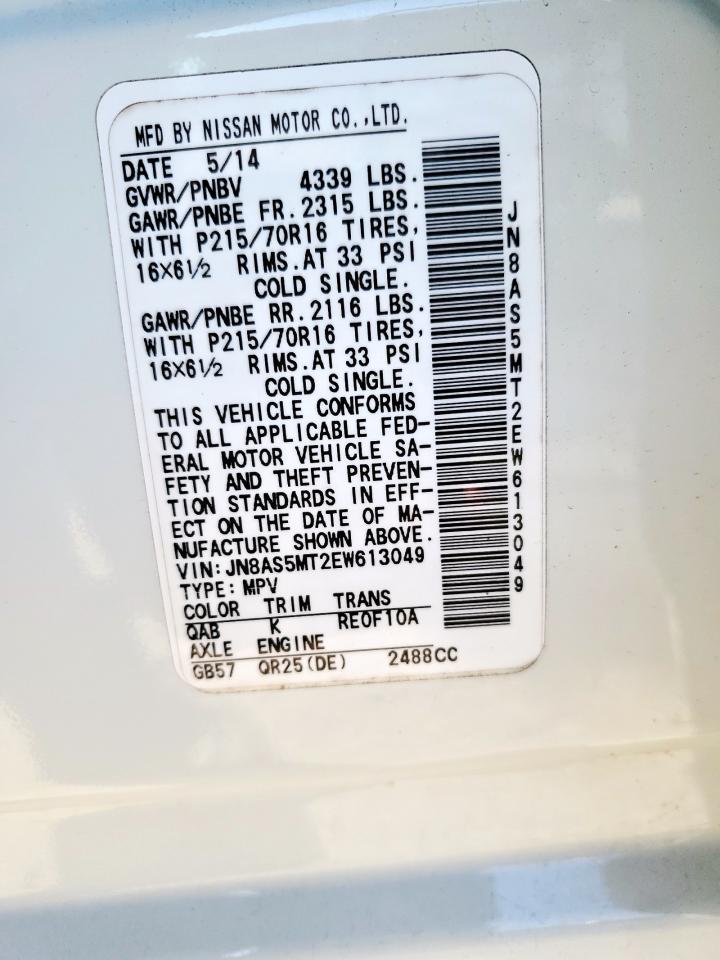 MFD BY NISSAN MOTOR CO.,LTD.
DATE 5/14
GVWR/PNBV 4339 LBS.
GAWR/PNBE FR.2315 LBS.
WITH P215/70R16 TIRES,
16X6½ RIMS.AT 33 PSI
COLD SINGLE.
GAWR/PNBE RR.2116 LBS.
WITH P215/70R16 TIRES,
16X6½ RIMS.AT 33 PSI
COLD SINGLE.
THIS VEHICLE CONFORMS
TO ALL APPLICABLE FED-
ERAL MOTOR VEHICLE SA-
FETY AND THEFT PREVEN-
TION STANDARDS IN EFF-
ECT ON THE DATE OF MA-
NUFACTURE SHOWN ABOVE.
VIN:JN8AS5MT2EW613049
TYPE:MPV
COLOR TRIM TRANS
QAB K RE0F10A
AXLE ENGINE
GB57 QR25(DE) 2488CC
JN8AS5MT2EW613049